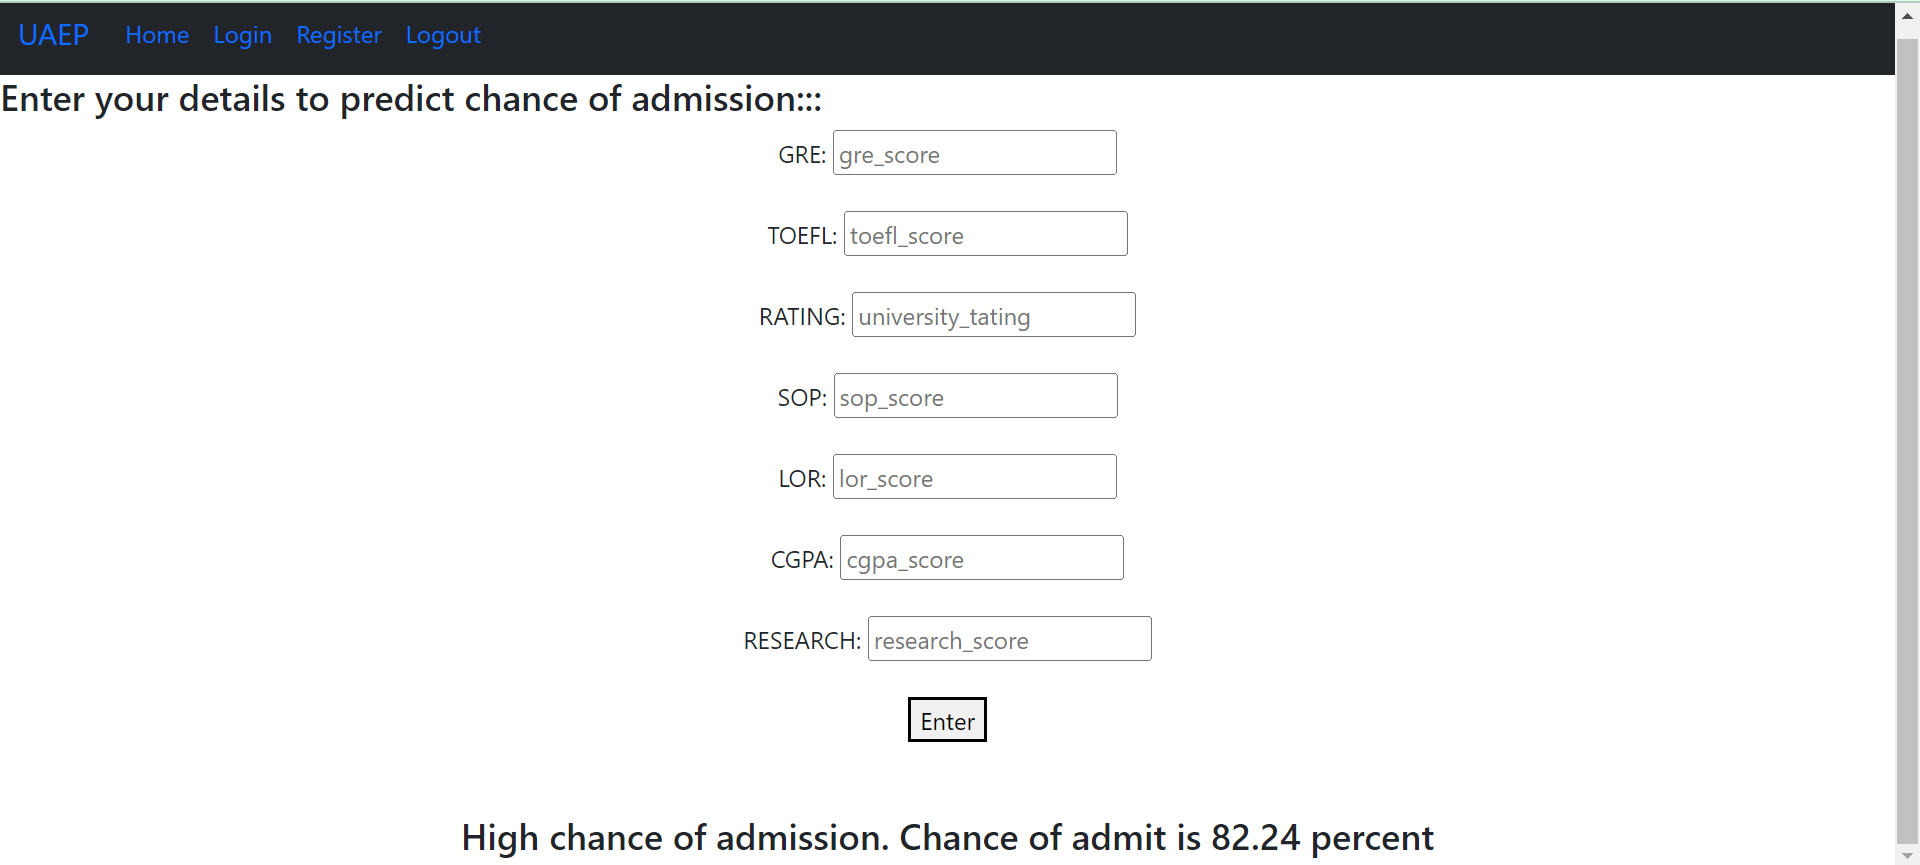 UAEP Home Login Register Logout
Enter your details to predict chance of admission:::
GRE: gre_score
TOEFL: toefl_score
RATING: university_tating
SOP: sop_score
LOR: lor_score
CGPA: cgpa_score
RESEARCH: research_score
Enter
High chance of admission. Chance of admit is 82.24 percent